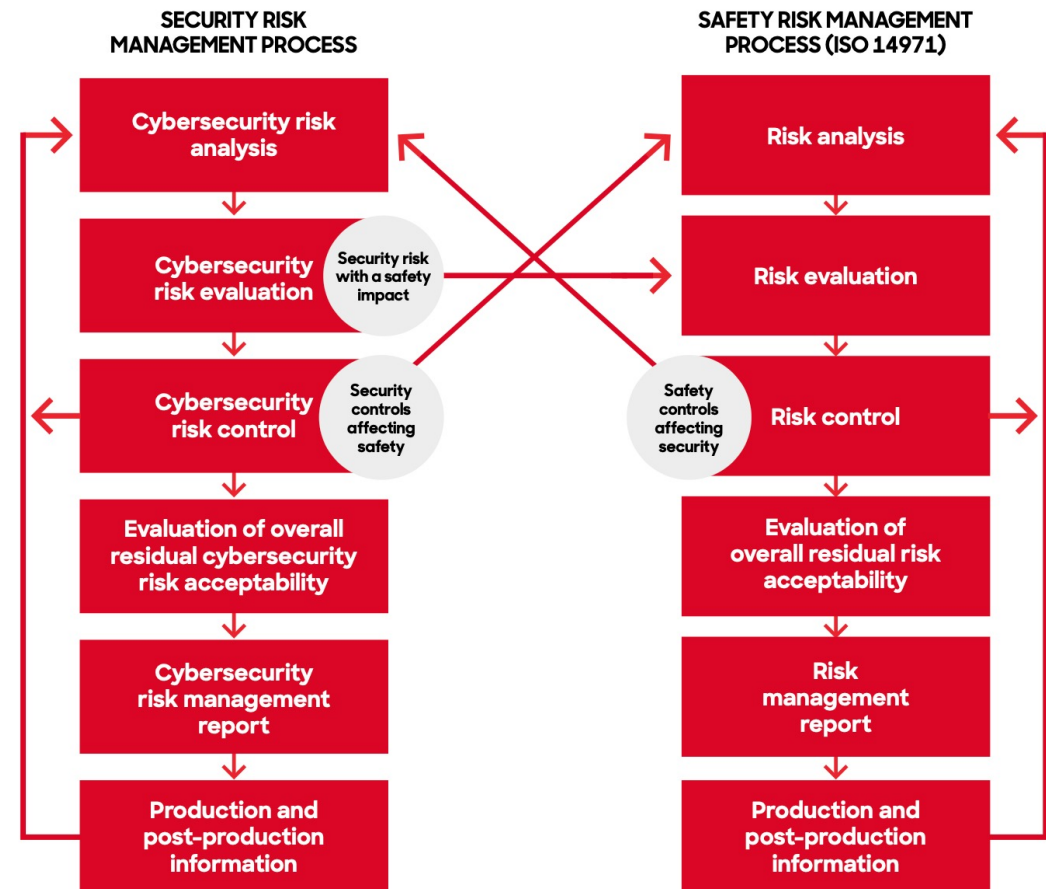 SECURITY RISK
MANAGEMENT PROCESS
Cybersecurity risk
analysis
Cybersecurity
risk evaluation
Security risk
with a safety
impact
Cybersecurity
risk control
Security
controls
affecting
safety
Evaluation of overall
residual cybersecurity
risk acceptability
Cybersecurity
risk management
report
Production and
post-production
information
SAFETY RISK MANAGEMENT
PROCESS (ISO 14971)
Risk analysis
Risk evaluation
Safety
controls
affecting
security
Risk control
Evaluation of
overall residual risk
acceptability
Risk
management
report
Production and
post-production
information